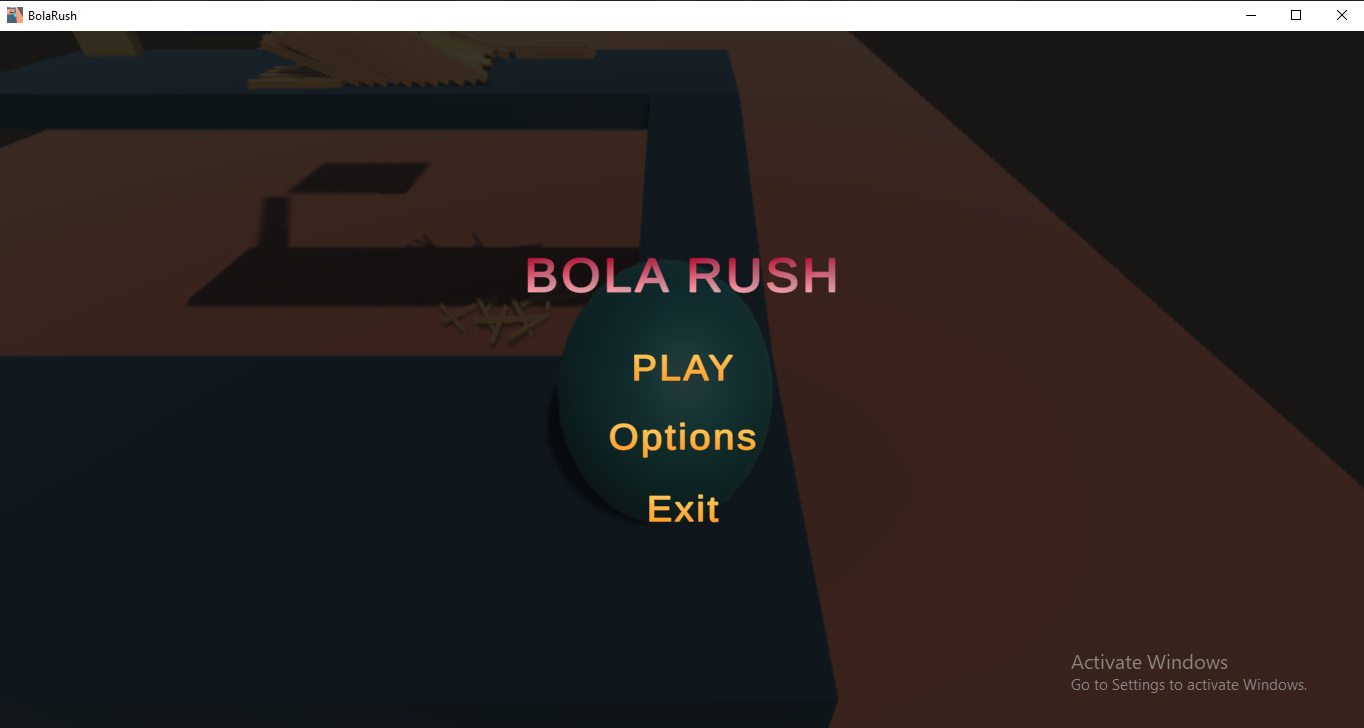 BolaRush
BOLA RUSH
PLAY
Options
Exit
Activate Windows
Go to Settings to activate Windows.